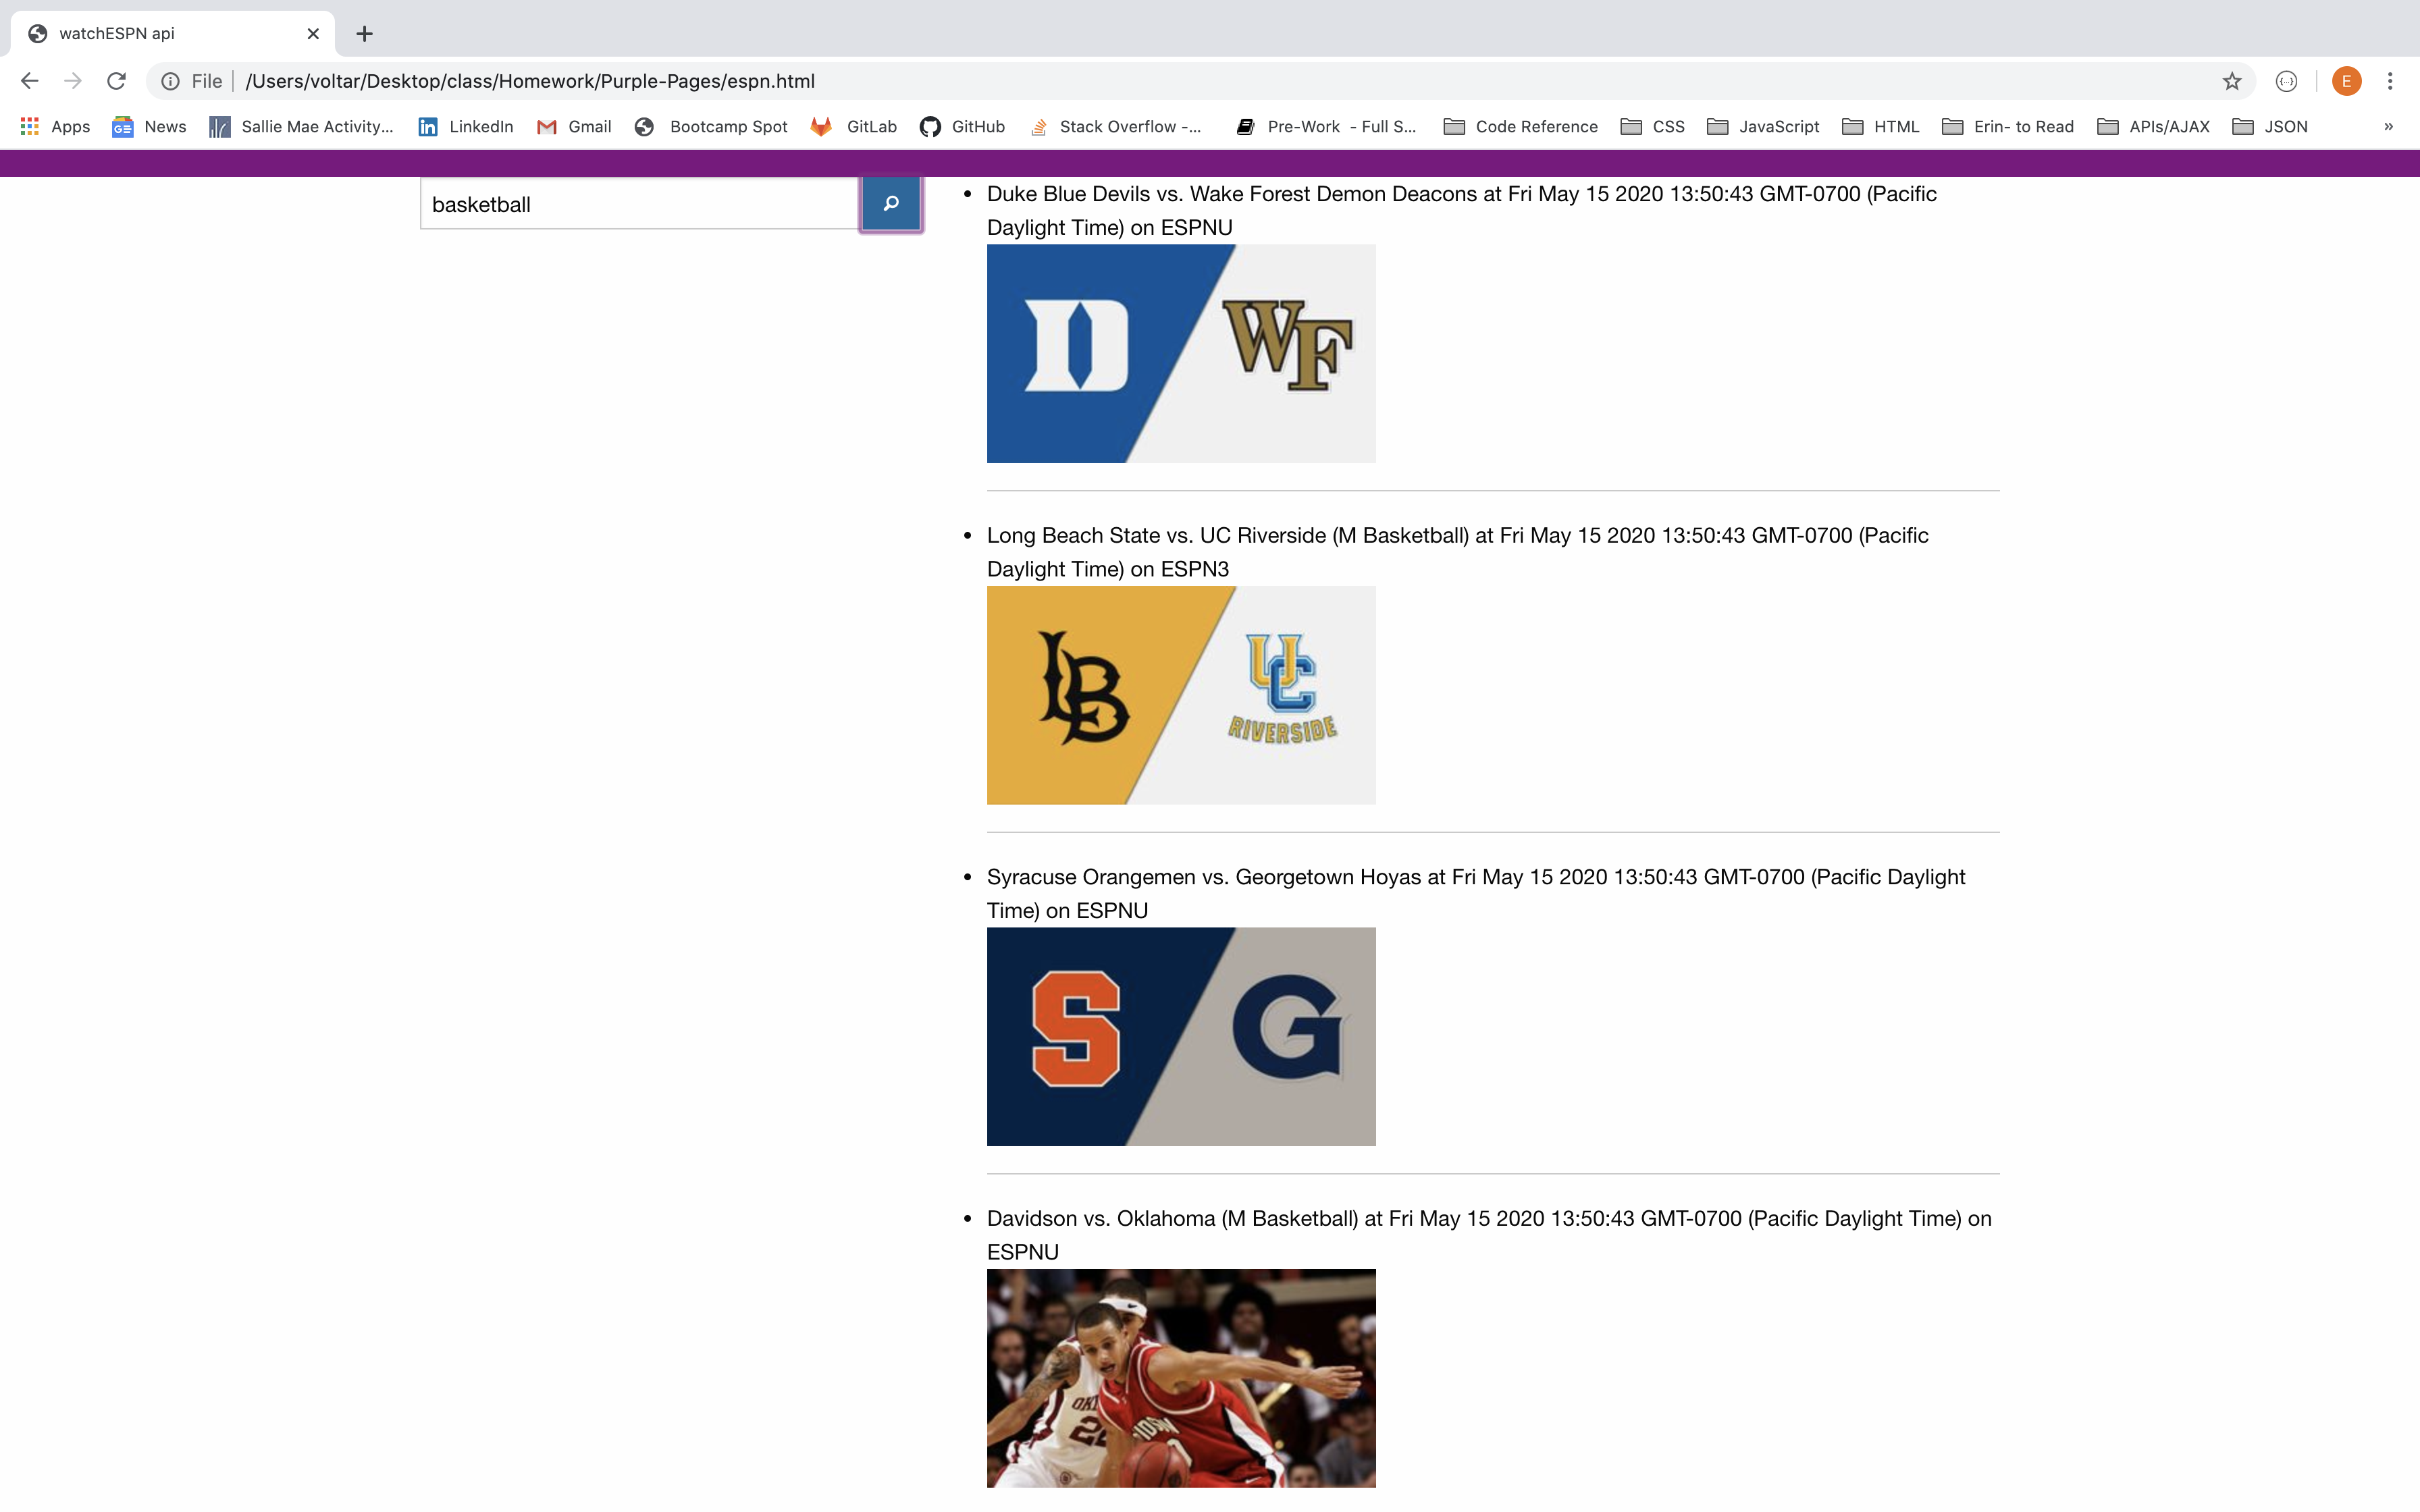 watchESPN api
File /Users/voltar/Desktop/class/Homework/Purple-Pages/espn.html
E
Apps
GE News
Sallie Mae Activity...
in LinkedIn
Gmail
Bootcamp Spot
GitLab
GitHub
Stack Overflow -...
Pre-Work - Full S...
Code Reference
CSS
JavaScript
HTML
Erin- to Read
APIs/AJAX
JSON
»
basketball
Duke Blue Devils vs. Wake Forest Demon Deacons at Fri May 15 2020 13:50:43 GMT-0700 (Pacific
Daylight Time) on ESPNU
D WF
Long Beach State vs. UC Riverside (M Basketball) at Fri May 15 2020 13:50:43 GMT-0700 (Pacific
Daylight Time) on ESPN3
LB UC
RIVERSIDE
Syracuse Orangemen vs. Georgetown Hoyas at Fri May 15 2020 13:50:43 GMT-0700 (Pacific Daylight
Time) on ESPNU
S G
Davidson vs. Oklahoma (M Basketball) at Fri May 15 2020 13:50:43 GMT-0700 (Pacific Daylight Time) on
ESPNU